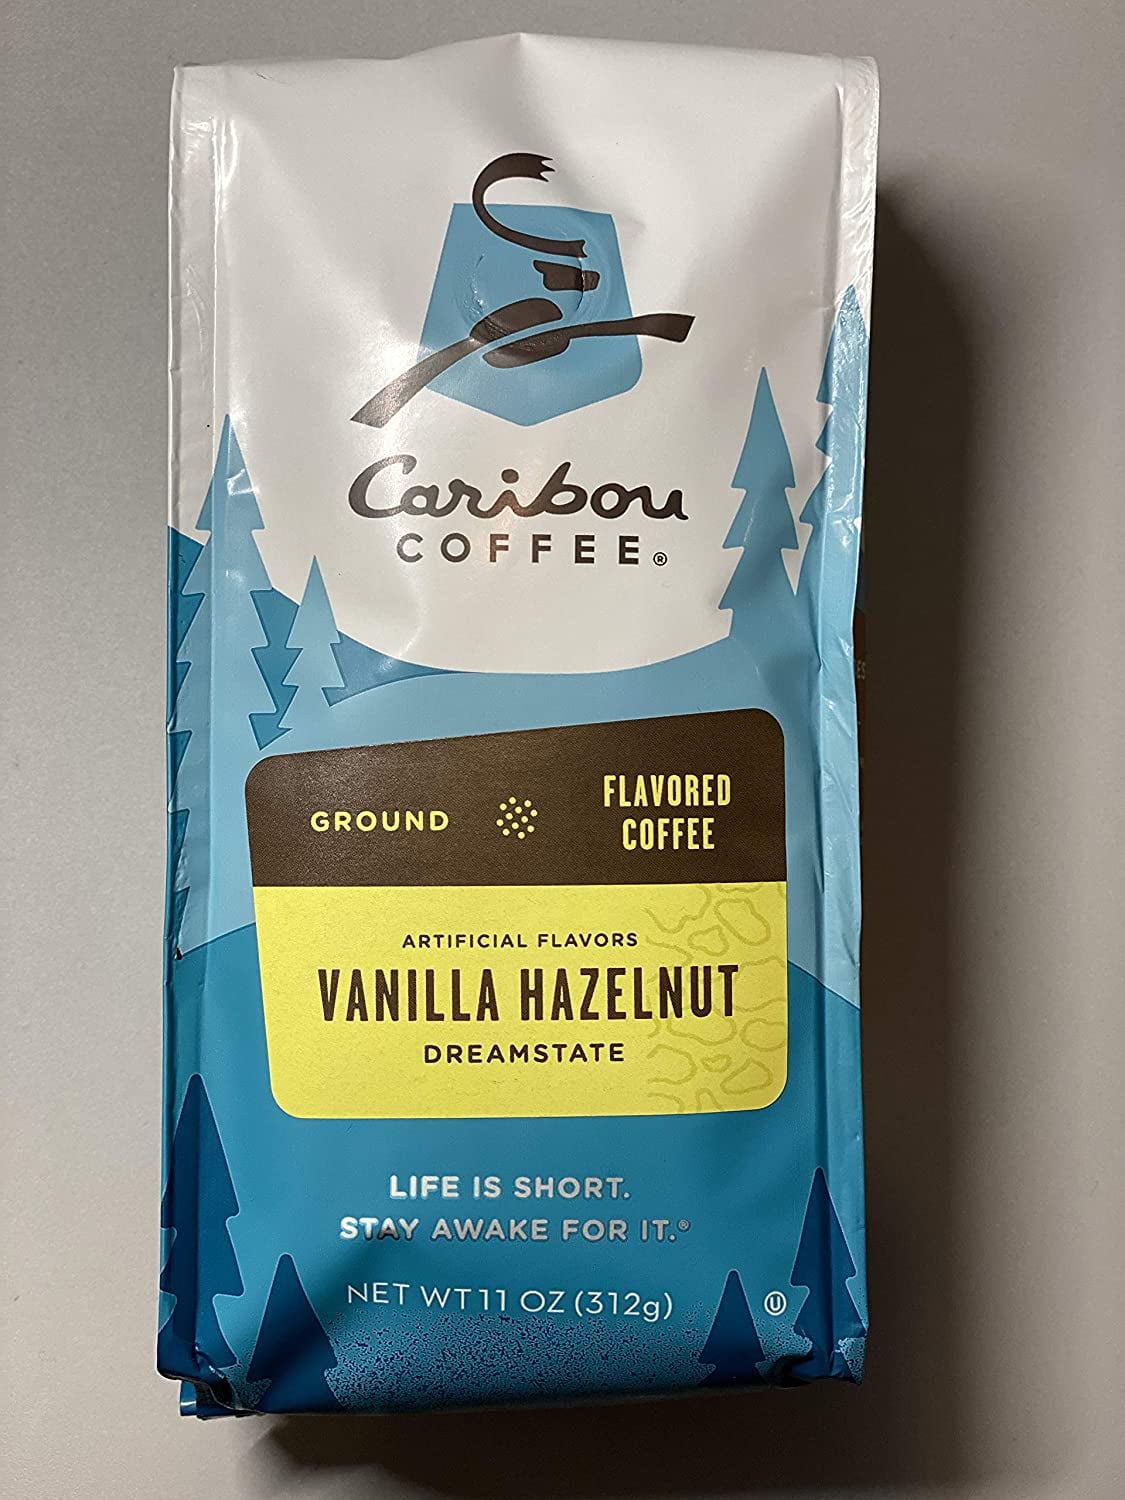 Caribou
COFFEE®
GROUND
FLAVORED
COFFEE
ARTIFICIAL FLAVORS
VANILLA HAZELNUT
DREAMSTATE
LIFE IS SHORT.
STAY AWAKE FOR IT.®
NET WT 11 OZ (312g)
Ⓤ